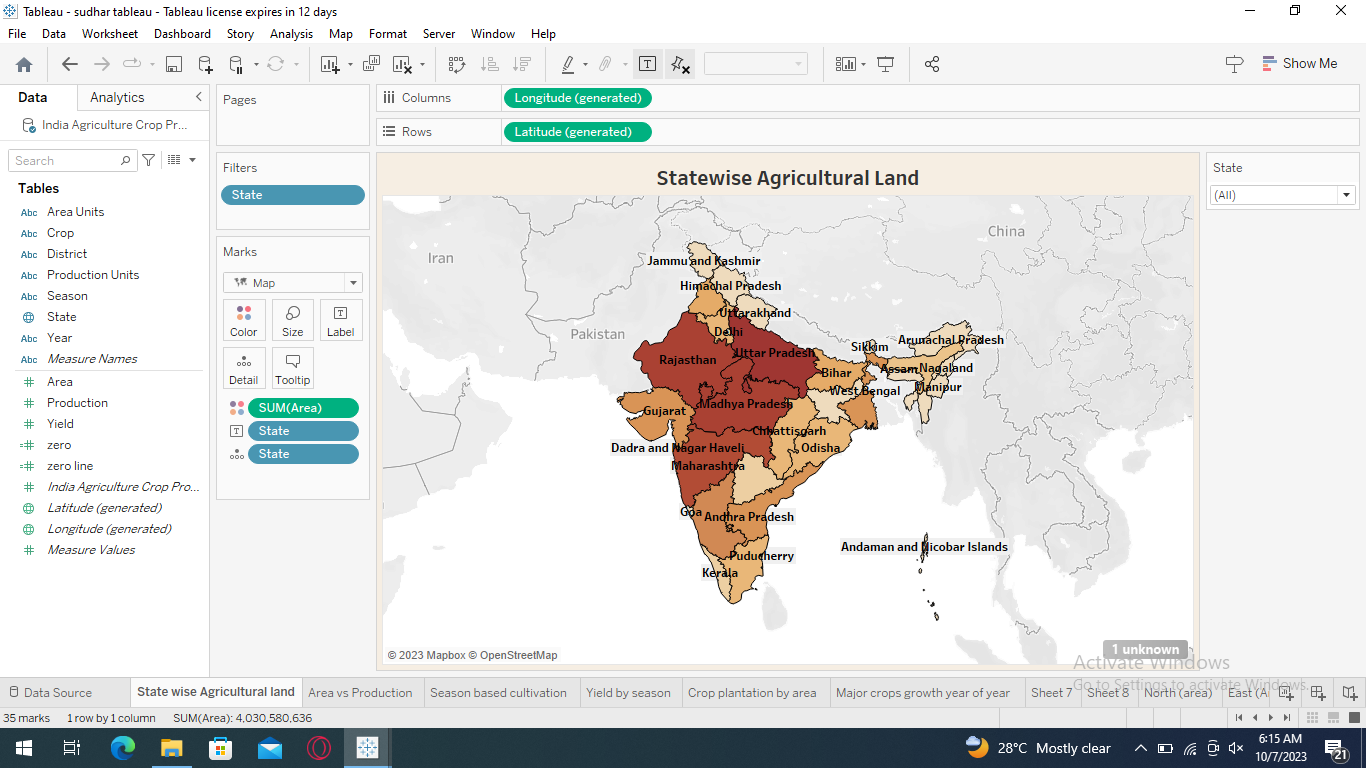 Tableau - sudhar tableau - Tableau license expires in 12 days
File Data Worksheet Dashboard Story Analysis Map Format Server Window Help
Show Me
Data Analytics
India Agriculture Crop Pr...
Search
Tables
Abc Area Units
Abc Crop
Abc District
Abc Production Units
Abc Season
State
Abc Year
Abc Measure Names
Area
Production
Yield
zero
zero line
India Agriculture Crop Pro...
Latitude (generated)
Longitude (generated)
Measure Values
Pages
Filters
State
Marks
Map
Color Size Label
Detail Tooltip
SUM(Area)
State
State
Columns Longitude (generated)
Rows Latitude (generated)
Statewise Agricultural Land
China
Iran
Jammu and Kashmir
Himachal Pradesh
Uttarakhand
Pakistan
Delhi
Arunachal Pradesh
Sikkim
Uttar Pradesh
Rajasthan
Assam Nagaland
Bihar
Manipur
West Bengal
Madhya Pradesh
Gujarat
Chhattisgarh
Dadra and Nagar Haveli
Odisha
Maharashtra
Goa
Andhra Pradesh
Andaman and Nicobar Islands
Puducherry
Kerala
1 unknown
© 2023 Mapbox © OpenStreetMap
State
(All)
Activate Windows
Go to Settings to activate Windows.
Data Source State wise Agricultural land Area vs Production Season based cultivation Yield by season Crop plantation by area Major crops growth year of year Sheet 7 Sheet 8 North (area) East (A
35 marks 1 row by 1 column SUM(Area): 4,030,580,636
28°C Mostly clear
6:15 AM
10/7/2023
21